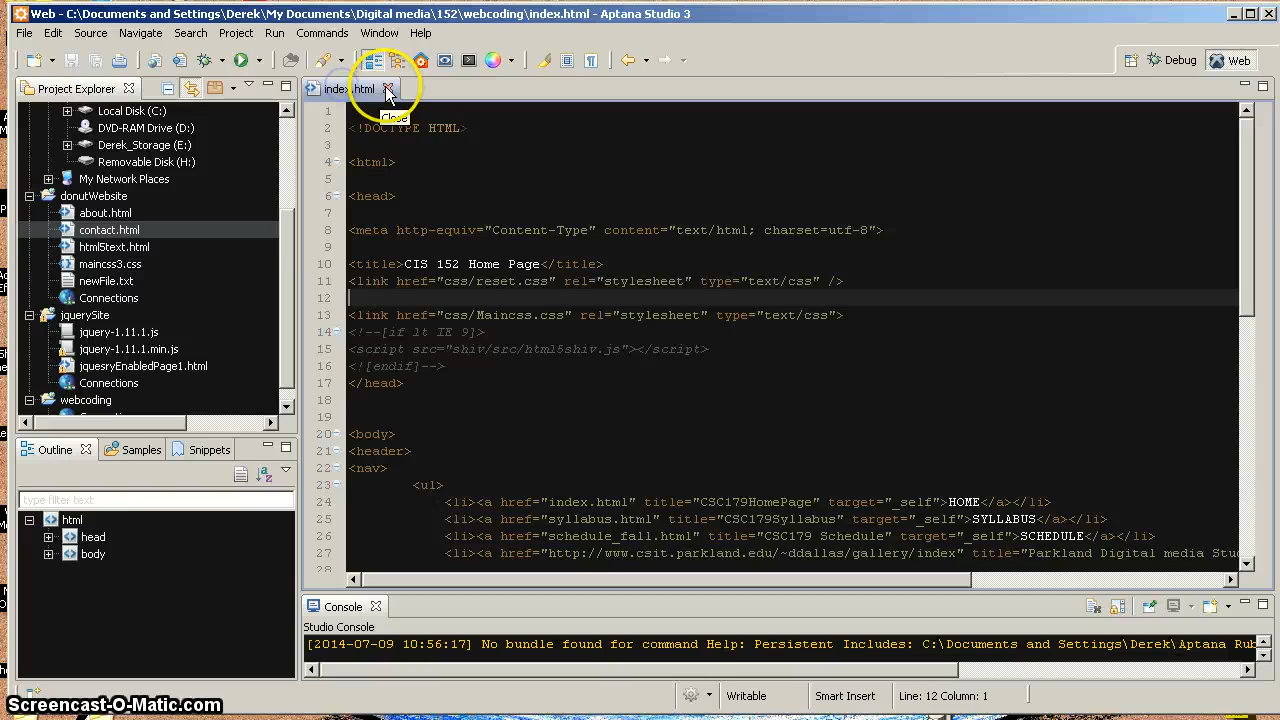 Web - C:\Documents and Settings\Derek\My Documents\Digital media\152\webcoding\index.html - Aptana Studio 3
File Edit Source Navigate Search Project Commands Run Window Help
Debug Web
Project Explorer
Local Disk (C:)
DVD-RAM Drive (D:)
Derek_Storage (E:)
Removable Disk (H:)
My Network Places
donutWebsite
about.html
contact.html
html5text.html
maincss3.css
newFile.txt
Connections
jquerySite
jquery-1.11.1.js
jquery-1.11.1.min.js
jquesryEnabledPage1.html
Connections
webcoding
Outline Samples Snippets
type filter text
html
head
body
index.html
Close
1
2 <!DOCTYPE HTML>
3
4 <html>
5
6 <head>
7
8 <meta http-equiv="Content-Type" content="text/html; charset=utf-8">
9
10 <title>CIS 152 Home Page</title>
11 <link href="css/reset.css" rel="stylesheet" type="text/css" />
12
13 <link href="css/Maincss.css" rel="stylesheet" type="text/css">
14 <!--[if lt IE 9]>
15 <script src="shiv/src/html5shiv.js"></script>
16 <![endif]-->
17 </head>
18
19
20 <body>
21 <header>
22 <nav>
23 <ul>
24 <li><a href="index.html" title="CSC179HomePage" target="_self">HOME</a></li>
25 <li><a href="syllabus.html" title="CSC179Syllabus" target="_self">SYLLABUS</a></li>
26 <li><a href="schedule_fall.html" title="CSC179 Schedule" target="_self">SCHEDULE</a></li>
27 <li><a href="http://www.csit.parkland.edu/~ddallas/gallery/index" title="Parkland Digital media Stu
28
Console
Studio Console
[2014-07-09 10:56:17] No bundle found for command Help: Persistent Includes: C:\Documents and Settings\Derek\Aptana Rub
Writable Smart Insert Line: 12 Column: 1
Screencast-O-Matic.com